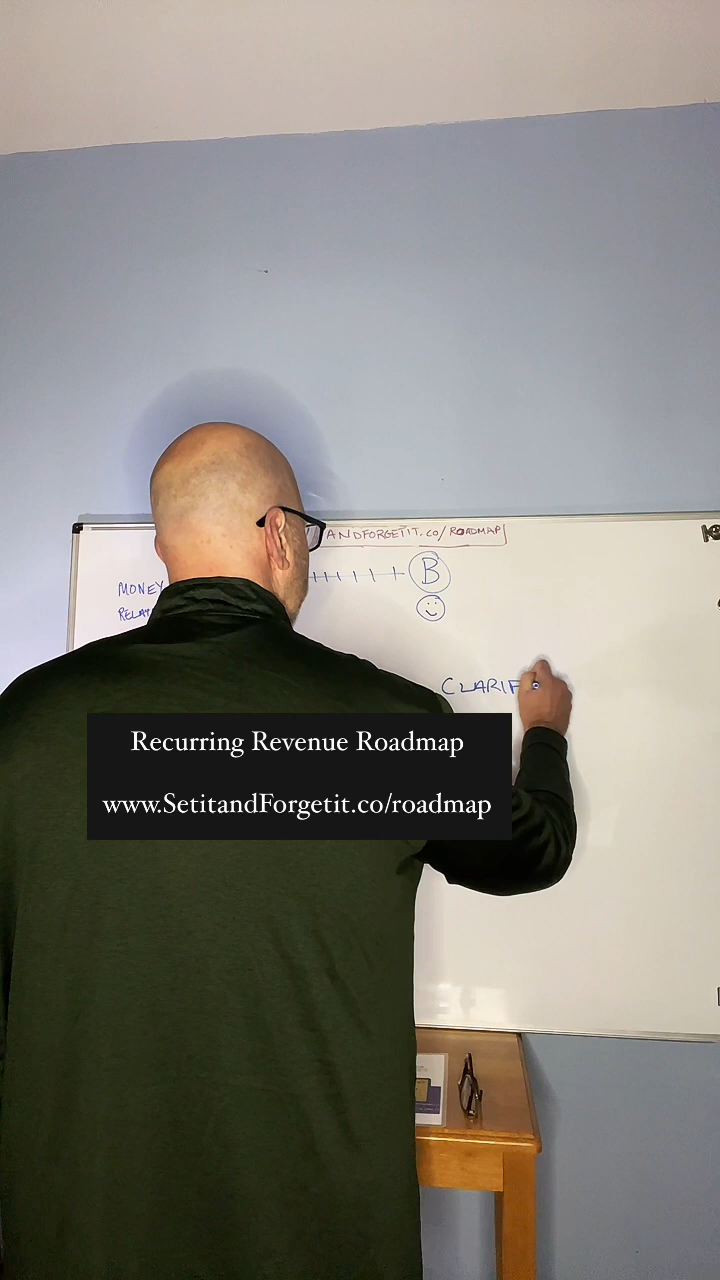 ANDFORGETIT.CO/ROADMAP
B
MONEY
CLARIF
Recurring Revenue Roadmap
www.SetitandForgetit.co/roadmap